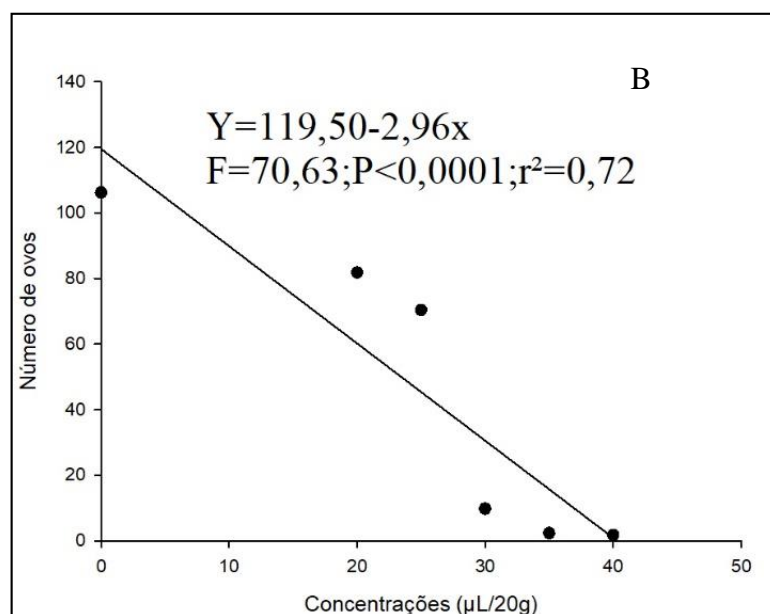 B
Y=119,50-2,96x
F=70,63;P<0,0001;r²=0,72
140
120
100
80
60
40
20
0
Número de ovos
0 10 20 30 40 50
Concentrações (µL/20g)